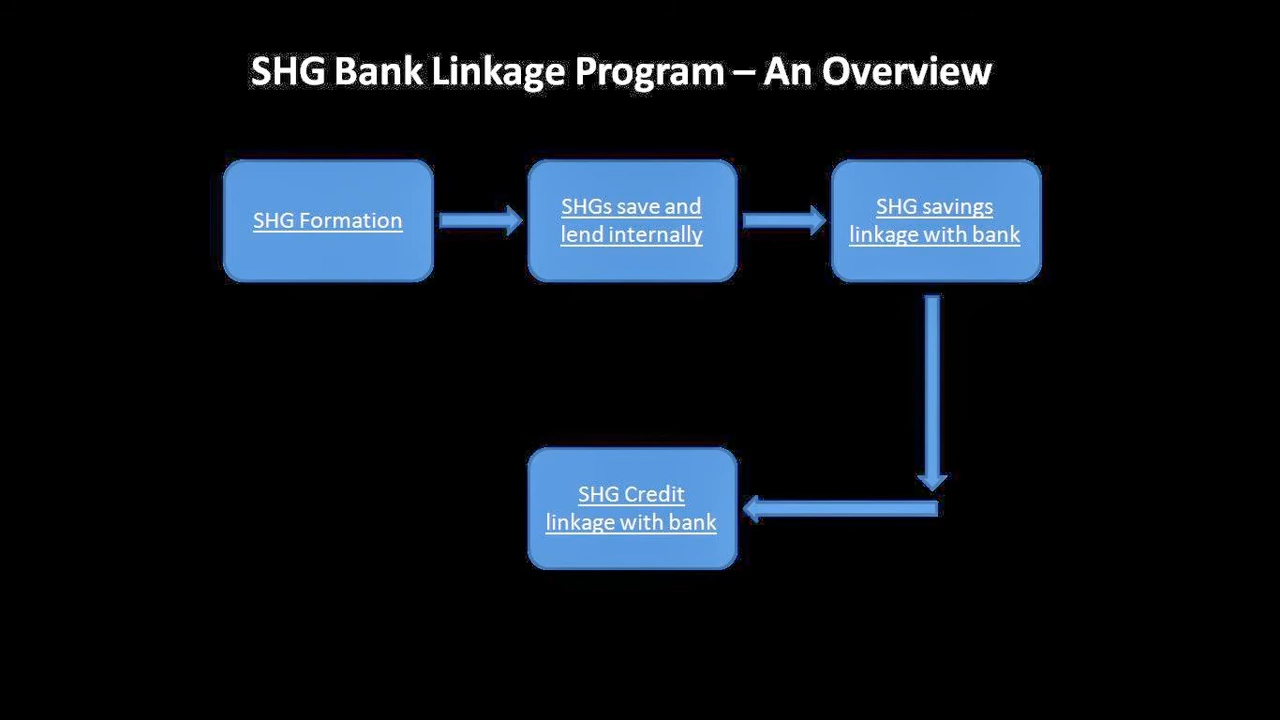 SHG Bank Linkage Program – An Overview
SHG Formation
SHGs save and
lend internally
SHG savings
linkage with bank
SHG Credit
linkage with bank